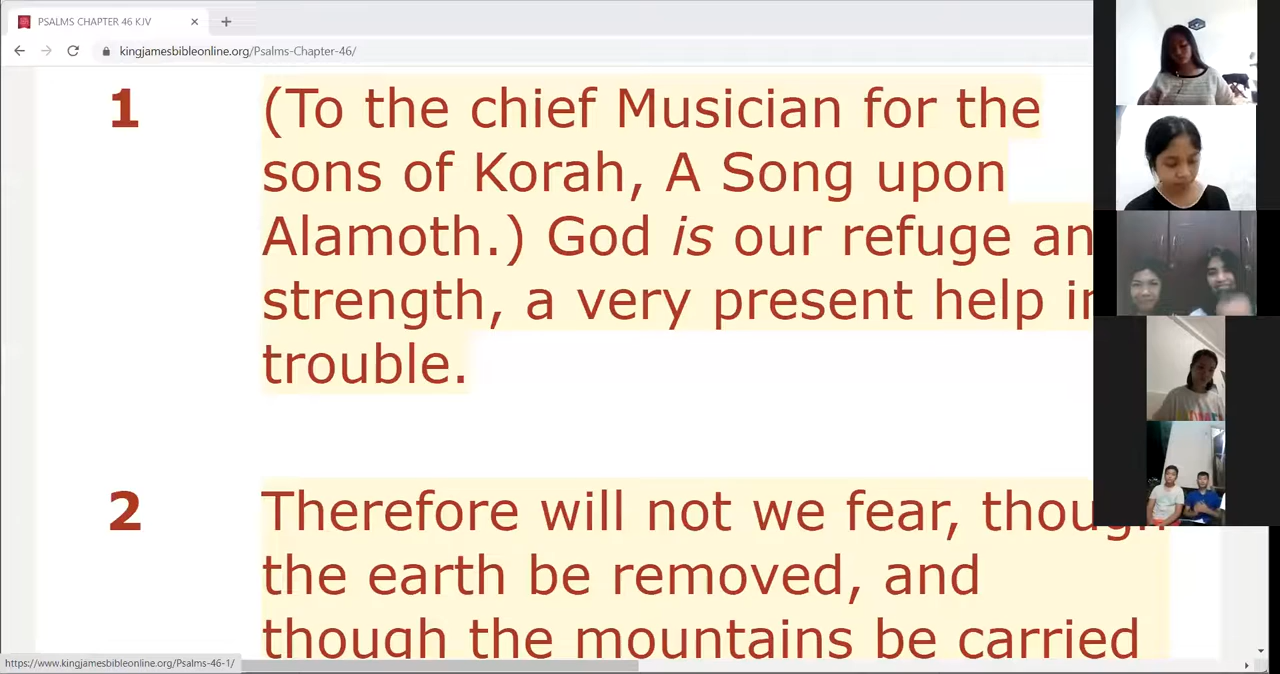 PSALMS CHAPTER 46 KJV
kingjamesbibleonline.org/Psalms-Chapter-46/
1 (To the chief Musician for the
sons of Korah, A Song upon
Alamoth.) God is our refuge an
strength, a very present help in
trouble.
2 Therefore will not we fear, though
the earth be removed, and
though the mountains be carried
https://www.kingjamesbibleonline.org/Psalms-46-1/